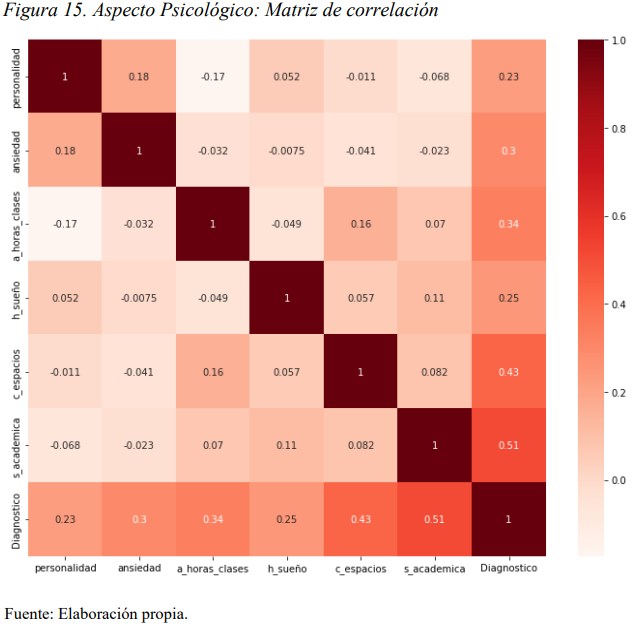 Figura 15. Aspecto Psicológico: Matriz de correlación
personalidad 1 0.18 -0.17 0.052 -0.011 -0.068 0.23
ansiedad 0.18 1 -0.032 -0.0075 -0.041 -0.023 0.3
a_horas_clases -0.17 -0.032 1 -0.049 0.16 0.07 0.34
h_sueño 0.052 -0.0075 -0.049 1 0.057 0.11 0.25
c_espacios -0.011 -0.041 0.16 0.057 1 0.082 0.43
s_academica -0.068 -0.023 0.07 0.11 0.082 1 0.51
Diagnostico 0.23 0.3 0.34 0.25 0.43 0.51 1
personalidad ansiedad a_horas_clases h_sueño c_espacios s_academica Diagnostico
1.0
0.8
0.6
0.4
0.2
0.0
Fuente: Elaboración propia.